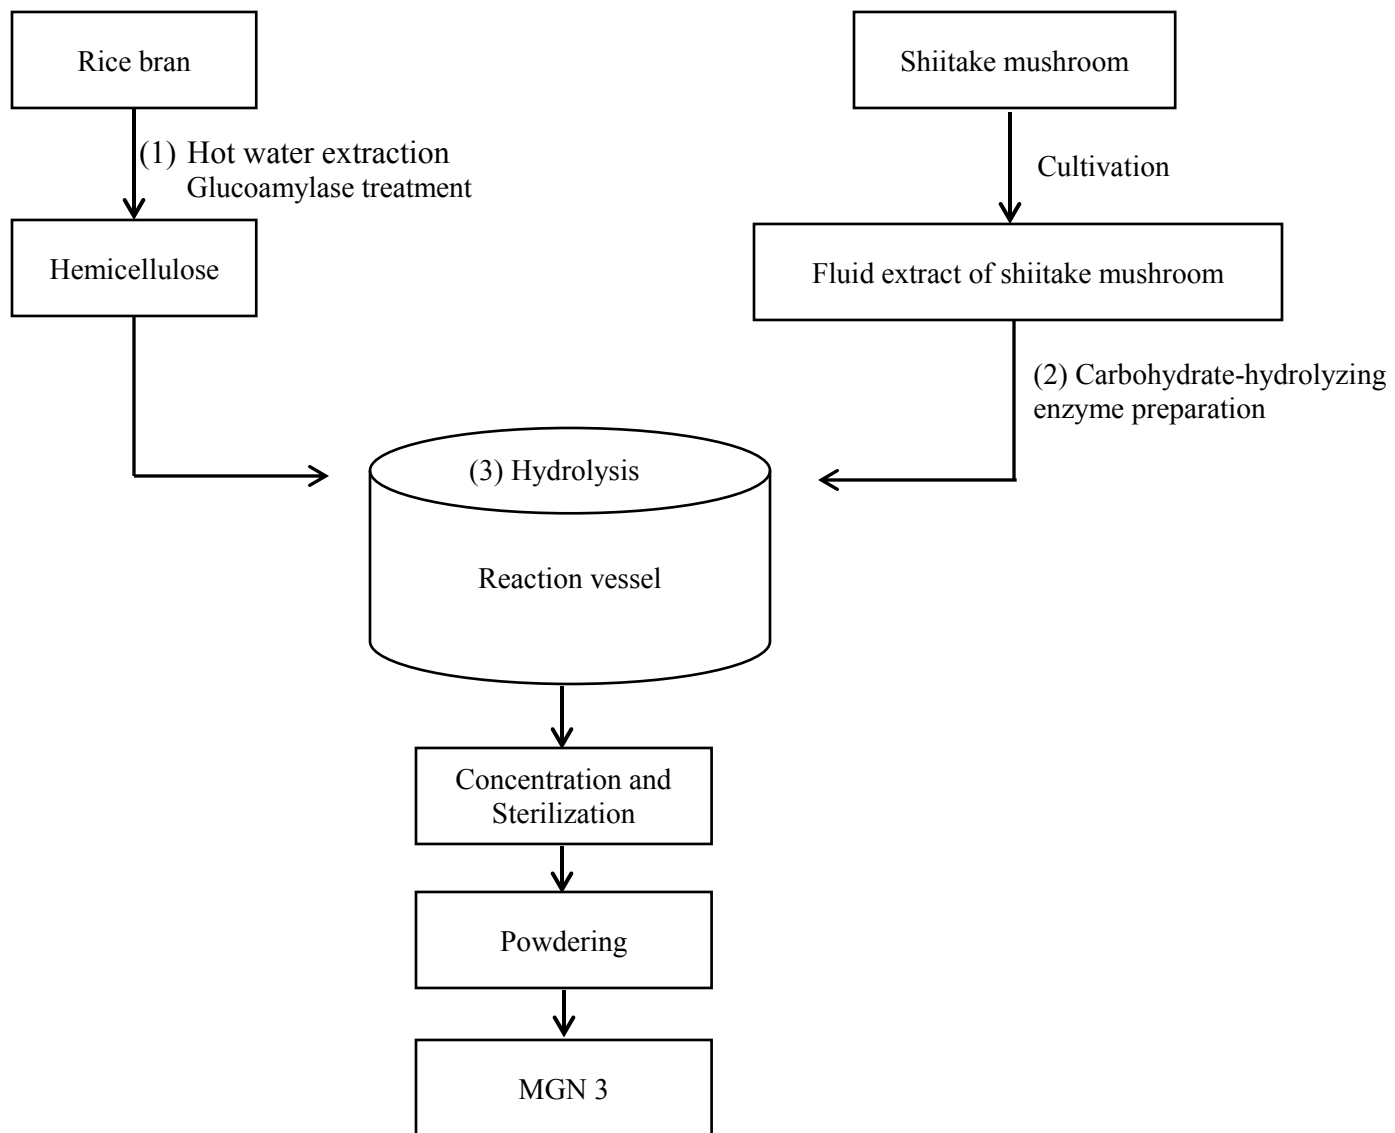 Rice bran
Shiitake mushroom
(1) Hot water extraction
Glucoamylase treatment
Cultivation
Hemicellulose
Fluid extract of shiitake mushroom
(2) Carbohydrate-hydrolyzing
enzyme preparation
(3) Hydrolysis
Reaction vessel
Concentration and
Sterilization
Powdering
MGN 3